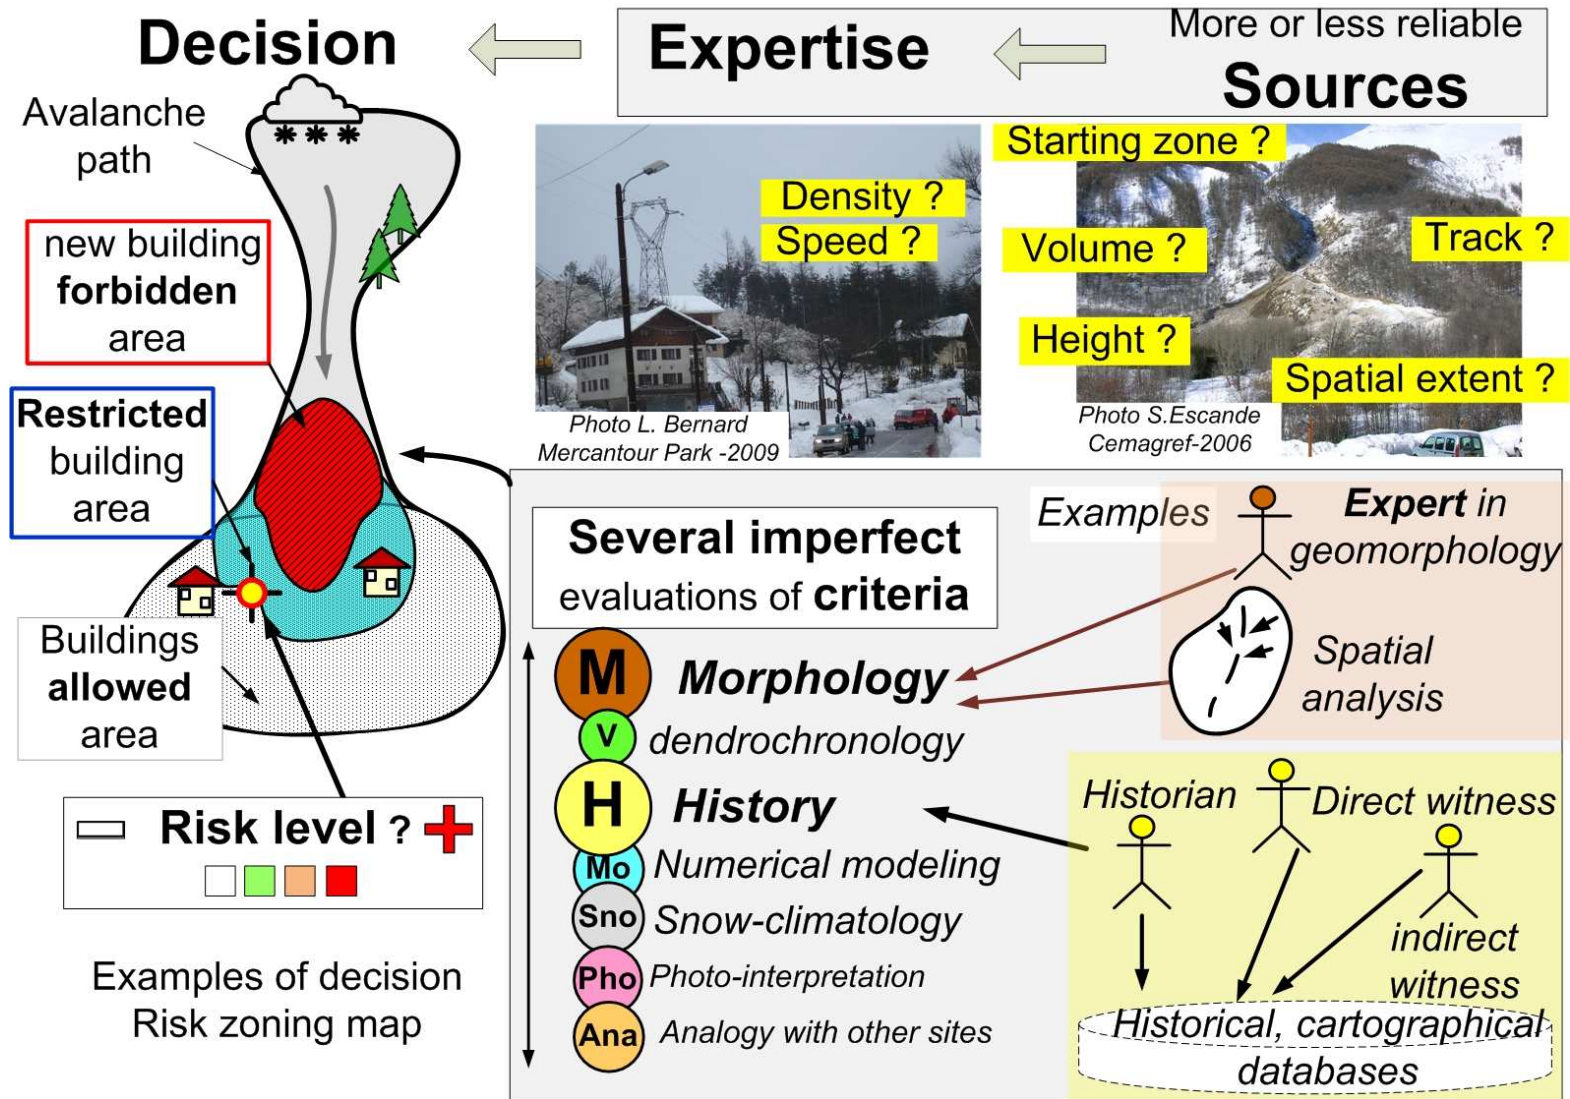 Decision
Expertise
More or less reliable
Sources
Avalanche
path
new building
forbidden
area
Restricted
building
area
Buildings
allowed
area
Risk level ?
Examples of decision
Risk zoning map
Density ?
Speed ?
Photo L. Bernard
Mercantour Park -2009
Starting zone ?
Volume ?
Track ?
Height ?
Spatial extent ?
Photo S.Escande
Cemagref-2006
Several imperfect
evaluations of criteria
M Morphology
V dendrochronology
H History
Mo Numerical modeling
Sno Snow-climatology
Pho Photo-interpretation
Ana Analogy with other sites
Examples
Expert in
geomorphology
Spatial
analysis
Historian
Direct witness
indirect
witness
Historical, cartographical
databases